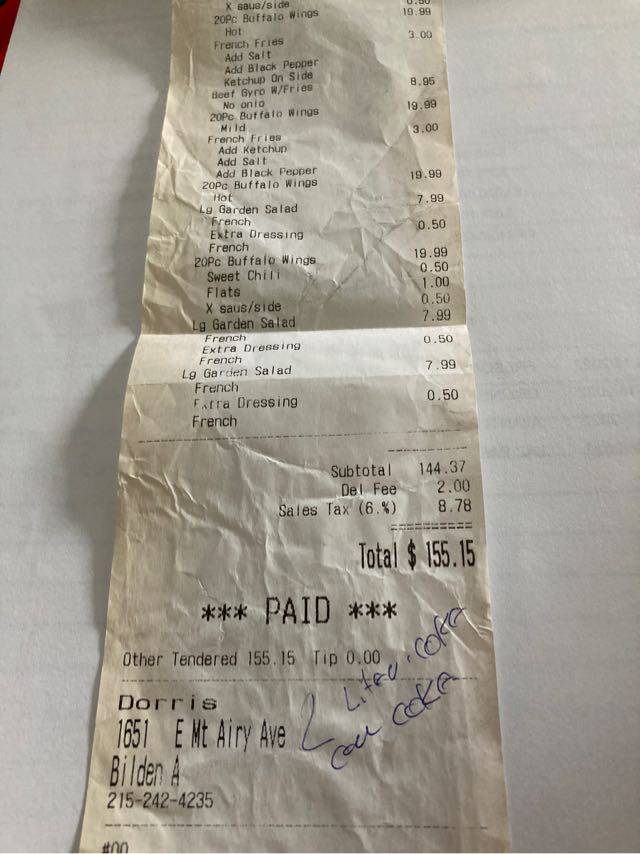 X saus/side 0.50
20Pc Buffalo Wings 19.99
Hot
French Fries 3.00
Add Salt
Add Black Pepper
Ketchup On Side
Beef Gyro W/Fries 8.95
No onio
20Pc Buffalo Wings 19.99
Mild
French Fries 3.00
Add Ketchup
Add Salt
Add Black Pepper
20Pc Buffalo Wings 19.99
Hot
Lg Garden Salad 7.99
French
Extra Dressing 0.50
French
20Pc Buffalo Wings 19.99
Sweet Chili 0.50
Flats 1.00
X saus/side 0.50
Lg Garden Salad 7.99
French
Extra Dressing 0.50
French
Lg Garden Salad 7.99
French
Extra Dressing 0.50
French
Subtotal 144.37
Del Fee 2.00
Sales Tax (6.%) 8.78
Total $ 155.15
*** PAID ***
Other Tendered 155.15 Tip 0.00
Dorris
1651 E Mt Airy Ave
Bilden A
215-242-4235
2 Liter. COKE
COKE
#00